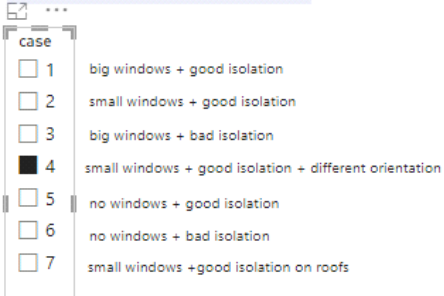 case
1 big windows + good isolation
2 small windows + good isolation
3 big windows + bad isolation
4 small windows + good isolation + different orientation
5 no windows + good isolation
6 no windows + bad isolation
7 small windows +good isolation on roofs